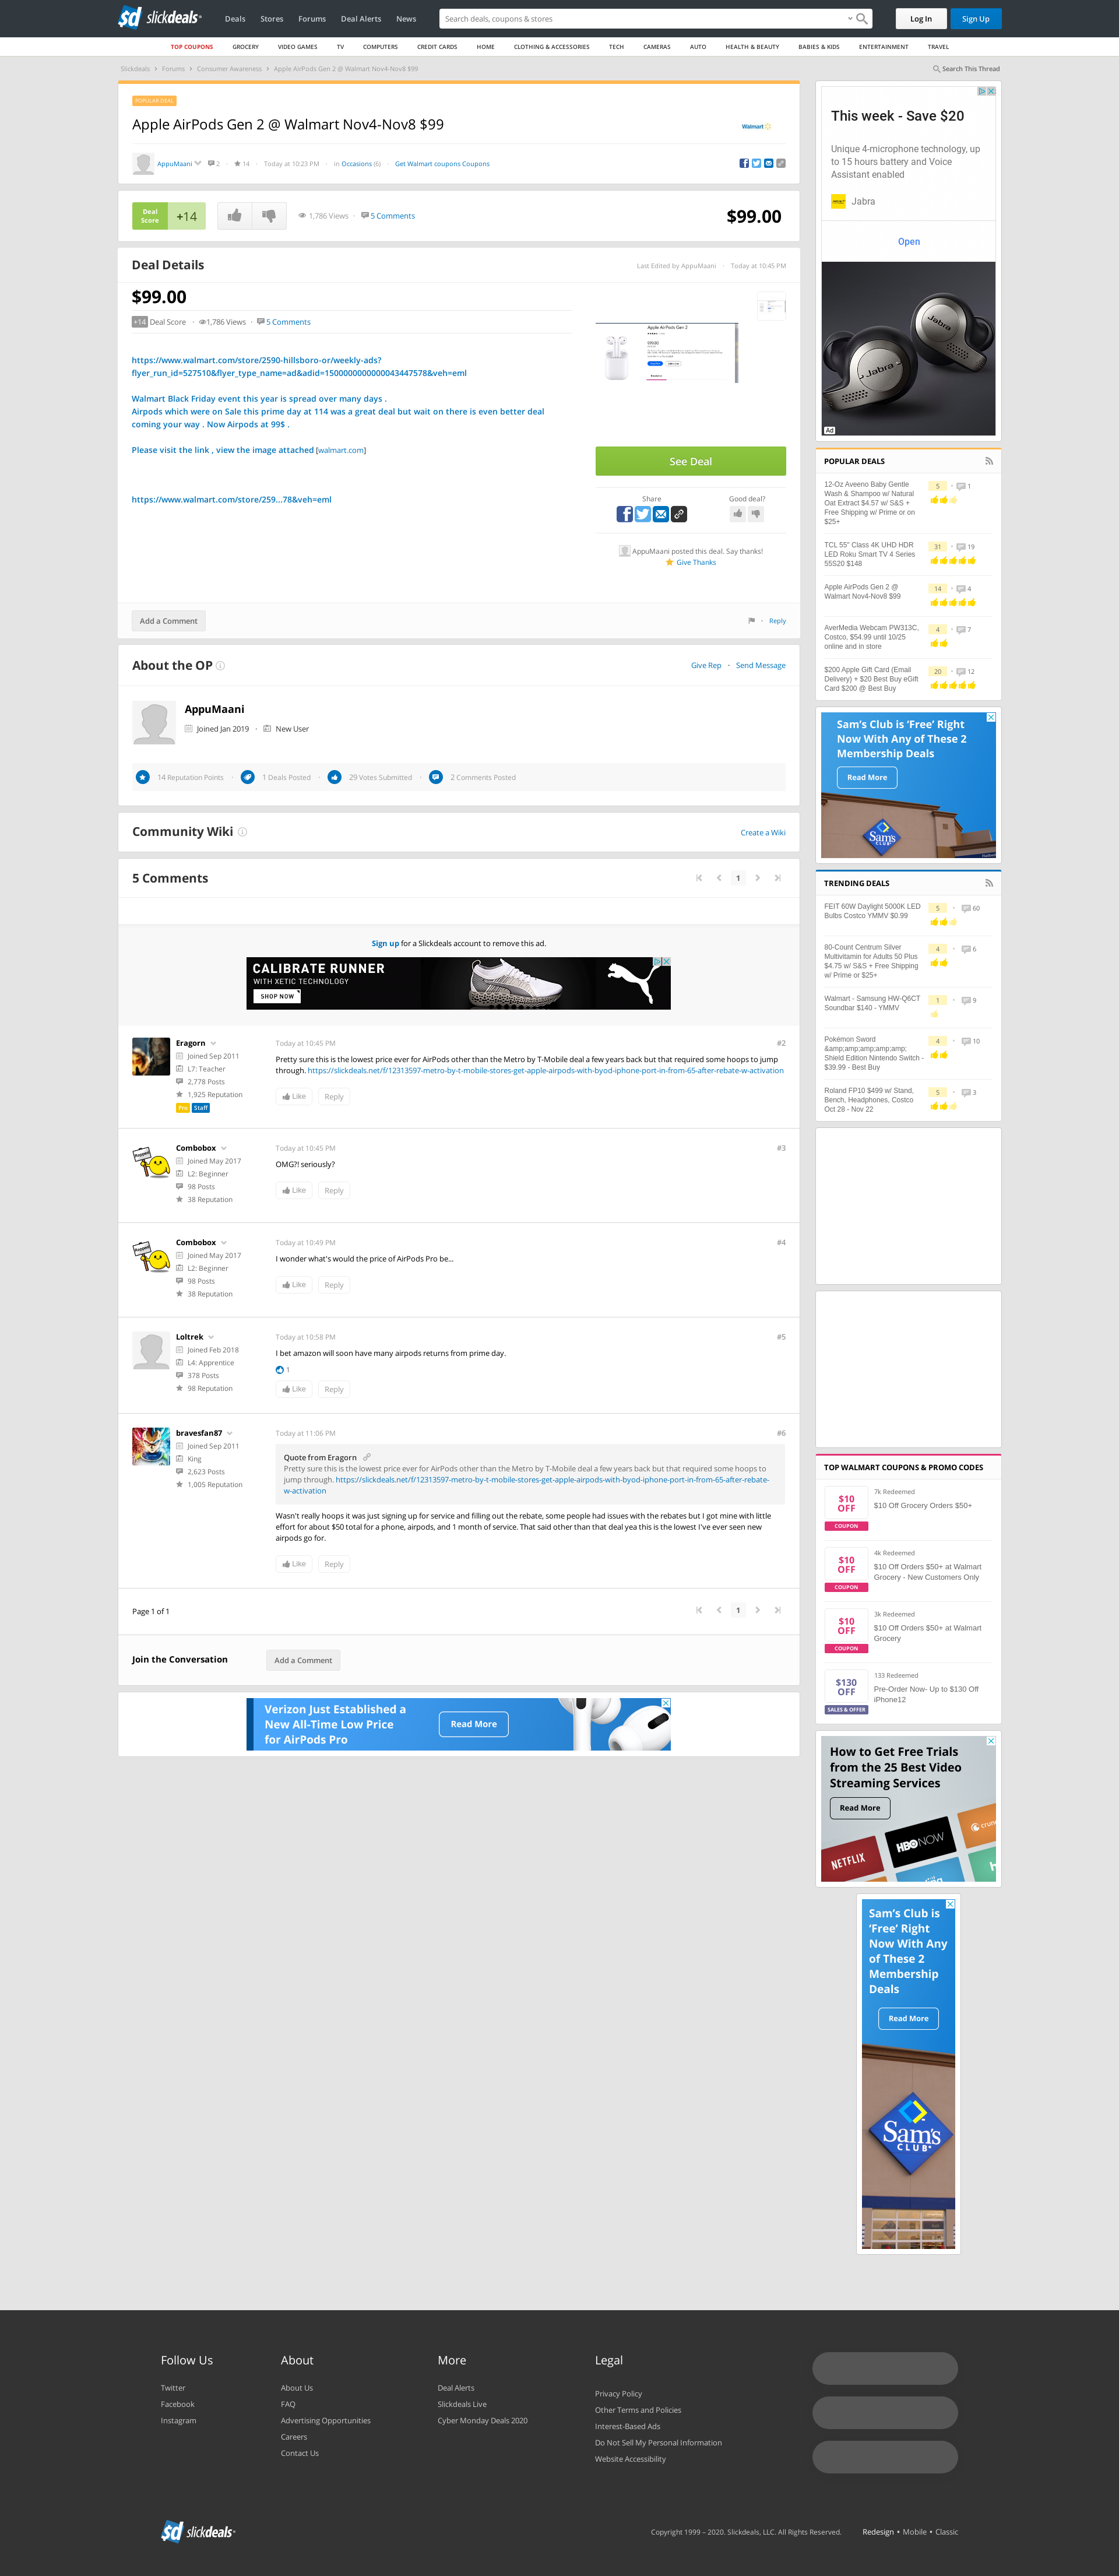 sd slickdeals
Deals
Stores
Forums
Deal Alerts
News
Search deals, coupons & stores
Log In
Sign Up
TOP COUPONS
GROCERY
VIDEO GAMES
TV
COMPUTERS
CREDIT CARDS
HOME
CLOTHING & ACCESSORIES
TECH
CAMERAS
AUTO
HEALTH & BEAUTY
BABIES & KIDS
ENTERTAINMENT
TRAVEL
Slickdeals > Forums > Consumer Awareness > Apple AirPods Gen 2 @ Walmart Nov4-Nov8 $99
Search This Thread
POPULAR DEAL
Apple AirPods Gen 2 @ Walmart Nov4-Nov8 $99
Walmart
AppuMaani 2 · 14 · Today at 10:23 PM · in Occasions (6) · Get Walmart coupons Coupons
Deal Score
+14
1,786 Views · 5 Comments
$99.00
Deal Details
Last Edited by AppuMaani · Today at 10:45 PM
$99.00
+14 Deal Score · 1,786 Views · 5 Comments
https://www.walmart.com/store/2590-hillsboro-or/weekly-ads?
flyer_run_id=527510&flyer_type_name=ad&adid=1500000000000043447578&veh=eml
Walmart Black Friday event this year is spread over many days .
Airpods which were on Sale this prime day at 114 was a great deal but wait on there is even better deal
coming your way . Now Airpods at 99$ .
Please visit the link , view the image attached [walmart.com]
https://www.walmart.com/store/259...78&veh=eml
Apple AirPods Gen 2
See Deal
Share
Good deal?
AppuMaani posted this deal. Say thanks!
Give Thanks
Add a Comment
· Reply
About the OP
Give Rep · Send Message
AppuMaani
Joined Jan 2019 · New User
14 Reputation Points · 1 Deals Posted · 29 Votes Submitted · 2 Comments Posted
Community Wiki
Create a Wiki
5 Comments
1
Sign up for a Slickdeals account to remove this ad.
CALIBRATE RUNNER
WITH XETIC TECHNOLOGY
SHOP NOW
PUMA
Eragorn
Joined Sep 2011
L7: Teacher
2,778 Posts
1,925 Reputation
Pro Staff
Today at 10:45 PM
#2
Pretty sure this is the lowest price ever for AirPods other than the Metro by T-Mobile deal a few years back but that required some hoops to jump
through. https://slickdeals.net/f/12313597-metro-by-t-mobile-stores-get-apple-airpods-with-byod-iphone-port-in-from-65-after-rebate-w-activation
Like Reply
Combobox
Joined May 2017
L2: Beginner
98 Posts
38 Reputation
Today at 10:45 PM
#3
OMG?! seriously?
Like Reply
Combobox
Joined May 2017
L2: Beginner
98 Posts
38 Reputation
Today at 10:49 PM
#4
I wonder what's would the price of AirPods Pro be...
Like Reply
Loltrek
Joined Feb 2018
L4: Apprentice
378 Posts
98 Reputation
Today at 10:58 PM
#5
I bet amazon will soon have many airpods returns from prime day.
1
Like Reply
bravesfan87
Joined Sep 2011
King
2,623 Posts
1,005 Reputation
Today at 11:06 PM
#6
Quote from Eragorn
Pretty sure this is the lowest price ever for AirPods other than the Metro by T-Mobile deal a few years back but that required some hoops to
jump through. https://slickdeals.net/f/12313597-metro-by-t-mobile-stores-get-apple-airpods-with-byod-iphone-port-in-from-65-after-rebate-
w-activation
Wasn't really hoops it was just signing up for service and filling out the rebate, some people had issues with the rebates but I got mine with little
effort for about $50 total for a phone, airpods, and 1 month of service. That said other than that deal yea this is the lowest I've ever seen new
airpods go for.
Like Reply
Page 1 of 1
1
Join the Conversation
Add a Comment
Verizon Just Established a
New All-Time Low Price
for AirPods Pro
Read More
This week - Save $20
Unique 4-microphone technology, up
to 15 hours battery and Voice
Assistant enabled
Jabra
Open
Jabra
Jabra
Ad
POPULAR DEALS
12-Oz Aveeno Baby Gentle
Wash & Shampoo w/ Natural
Oat Extract $4.57 w/ S&S +
Free Shipping w/ Prime or on
$25+
5 · 1
TCL 55" Class 4K UHD HDR
LED Roku Smart TV 4 Series
55S20 $148
31 · 19
Apple AirPods Gen 2 @
Walmart Nov4-Nov8 $99
14 · 4
AverMedia Webcam PW313C,
Costco, $54.99 until 10/25
online and in store
4 · 7
$200 Apple Gift Card (Email
Delivery) + $20 Best Buy eGift
Card $200 @ Best Buy
20 · 12
Sam's Club is 'Free' Right
Now With Any of These 2
Membership Deals
Read More
Sam's CLUB
TRENDING DEALS
FEIT 60W Daylight 5000K LED
Bulbs Costco YMMV $0.99
5 · 60
80-Count Centrum Silver
Multivitamin for Adults 50 Plus
$4.75 w/ S&S + Free Shipping
w/ Prime or $25+
4 · 6
Walmart - Samsung HW-Q6CT
Soundbar $140 - YMMV
1 · 9
Pokémon Sword
&amp;amp;amp;amp;amp;
Shield Edition Nintendo Switch -
$39.99 - Best Buy
4 · 10
Roland FP10 $499 w/ Stand,
Bench, Headphones, Costco
Oct 28 - Nov 22
5 · 3
TOP WALMART COUPONS & PROMO CODES
$10
OFF
COUPON
7k Redeemed
$10 Off Grocery Orders $50+
$10
OFF
COUPON
4k Redeemed
$10 Off Orders $50+ at Walmart
Grocery - New Customers Only
$10
OFF
COUPON
3k Redeemed
$10 Off Orders $50+ at Walmart
Grocery
$130
OFF
SALES & OFFER
133 Redeemed
Pre-Order Now- Up to $130 Off
iPhone12
How to Get Free Trials
from the 25 Best Video
Streaming Services
Read More
NETFLIX
HBO NOW
Sam's Club is
'Free' Right
Now With Any
of These 2
Membership
Deals
Read More
Sam's
CLUB
Follow Us
Twitter
Facebook
Instagram
About
About Us
FAQ
Advertising Opportunities
Careers
Contact Us
More
Deal Alerts
Slickdeals Live
Cyber Monday Deals 2020
Legal
Privacy Policy
Other Terms and Policies
Interest-Based Ads
Do Not Sell My Personal Information
Website Accessibility
sd slickdeals
Copyright 1999 – 2020. Slickdeals, LLC. All Rights Reserved.
Redesign • Mobile • Classic